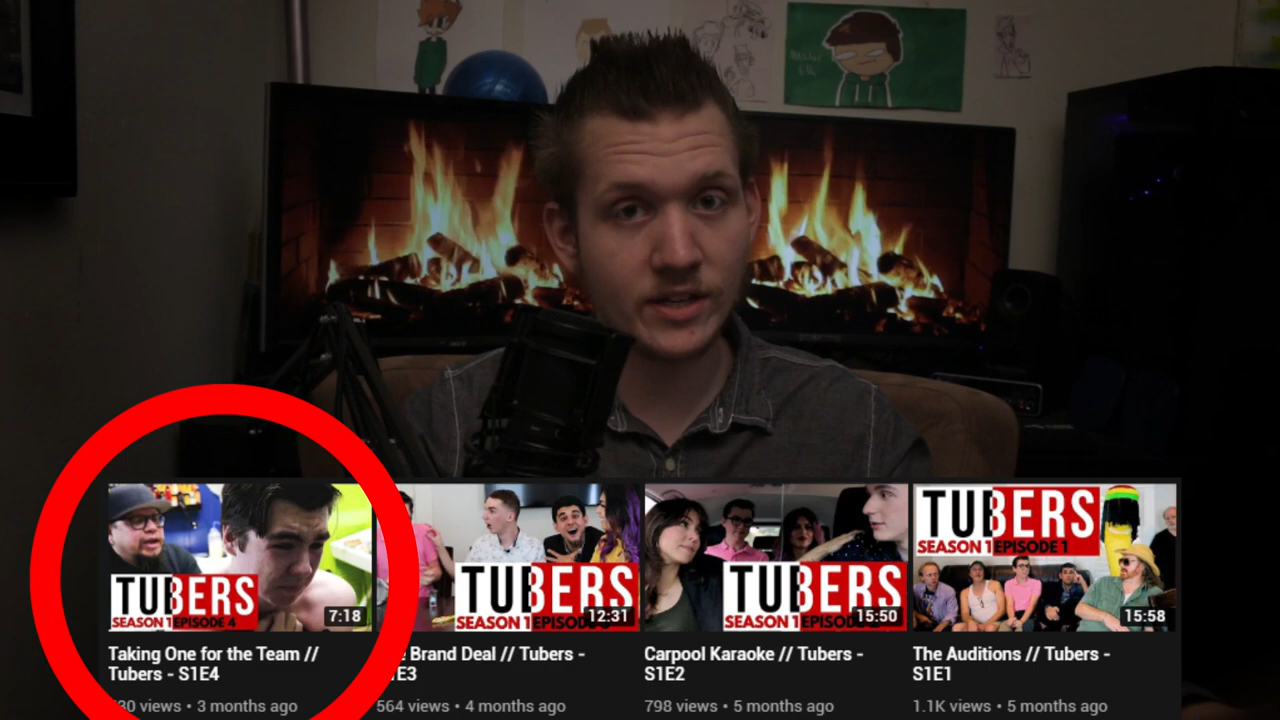 TUBERS
SEASON 1 EPISODE 4
7:18
TUBERS
SEASON 1 EPISODE
12:31
TUBERS
SEASON 1 EPISODE
15:50
TUBERS
SEASON 1 EPISODE 1
15:58
Taking One for the Team //
Tubers - S1E4
views • 3 months ago
Brand Deal // Tubers -
564 views • 4 months ago
Carpool Karaoke // Tubers -
S1E2
798 views • 5 months ago
The Auditions // Tubers -
S1E1
1.1K views • 5 months ago